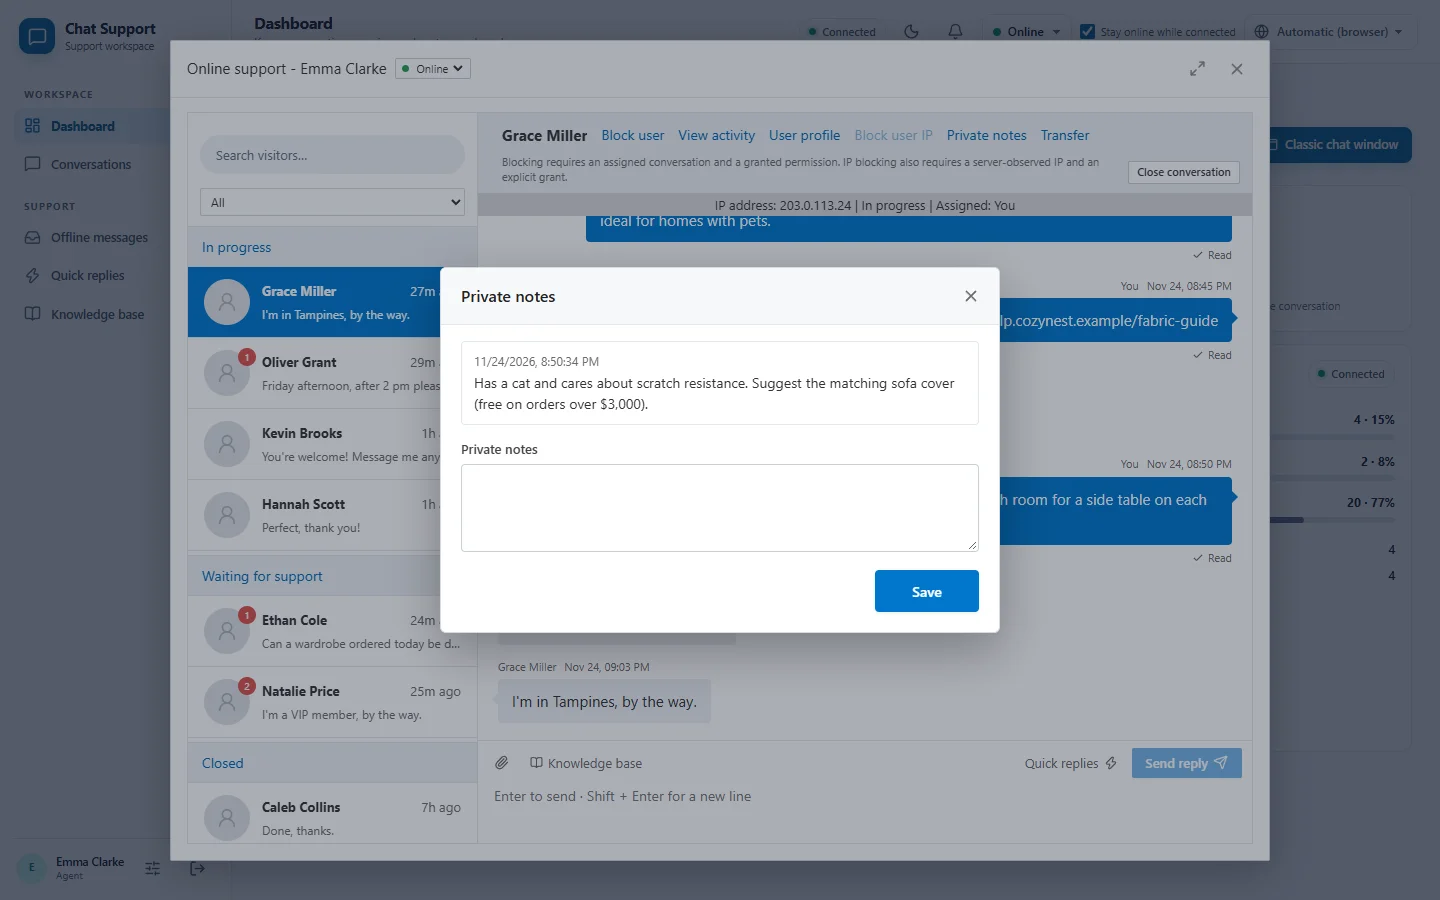 Chat Support
Support workspace
WORKSPACE
Dashboard
Conversations
SUPPORT
Offline messages
Quick replies
Knowledge base
Emma Clarke
Agent
E
Dashboard
Connected
Online
Stay online while connected
Automatic (browser)
Classic chat window
conversation
Connected
4 · 15%
2 · 8%
20 · 77%
4
4
Online support - Emma Clarke
Online
Search visitors...
All
In progress
Grace Miller 27m
I'm in Tampines, by the way.
1
Oliver Grant 29m
Friday afternoon, after 2 pm pleas
Kevin Brooks 1h
You're welcome! Message me any
Hannah Scott 1h
Perfect, thank you!
Waiting for support
1
Ethan Cole 24m
Can a wardrobe ordered today be d...
2
Natalie Price 25m ago
I'm a VIP member, by the way.
Closed
Caleb Collins 7h ago
Done, thanks.
Grace Miller Block user View activity User profile Block user IP Private notes Transfer
Blocking requires an assigned conversation and a granted permission. IP blocking also requires a server-observed IP and an
explicit grant.
Close conversation
IP address: 203.0.113.24 | In progress | Assigned: You
ideal for homes with pets.
Read
You Nov 24, 08:45 PM
lp.cozynest.example/fabric-guide
Read
You Nov 24, 08:50 PM
h room for a side table on each
Read
Grace Miller Nov 24, 09:03 PM
I'm in Tampines, by the way.
Knowledge base
Quick replies
Send reply
Enter to send · Shift + Enter for a new line
Private notes
11/24/2026, 8:50:34 PM
Has a cat and cares about scratch resistance. Suggest the matching sofa cover
(free on orders over $3,000).
Private notes
Save